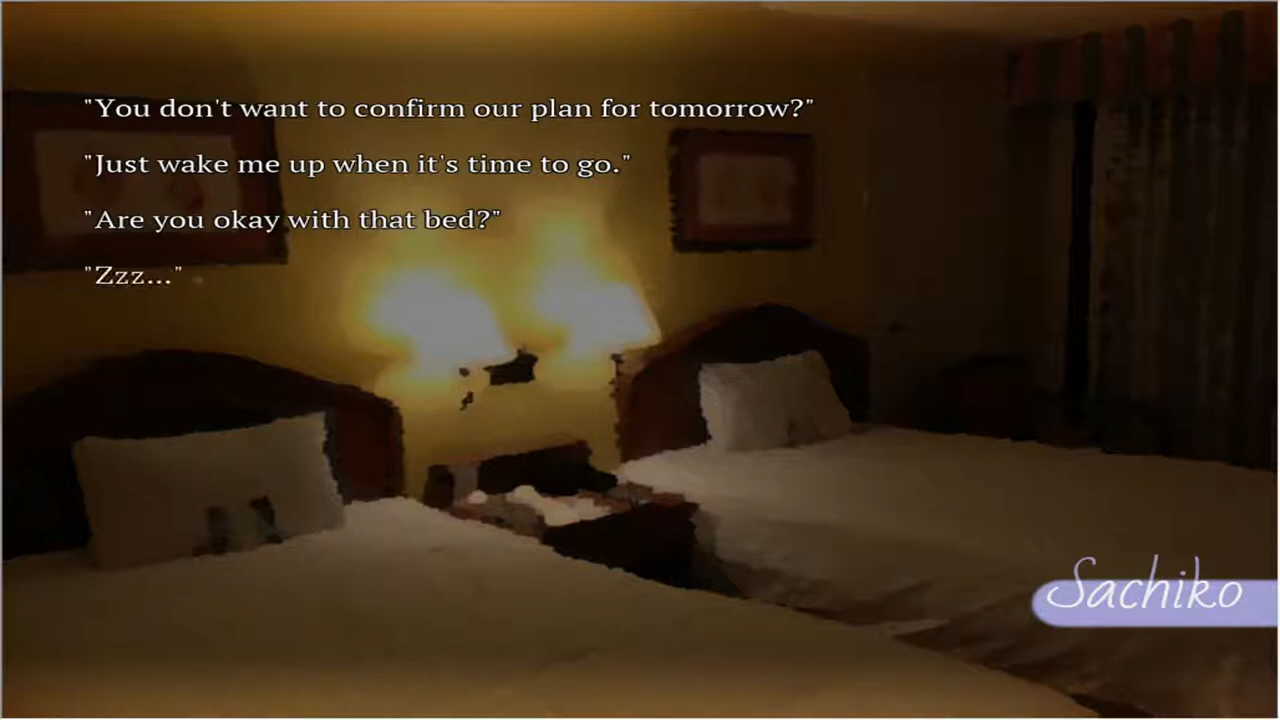 "You don't want to confirm our plan for tomorrow?"
"Just wake me up when it's time to go."
"Are you okay with that bed?"
"Zzz..."
Sachiko